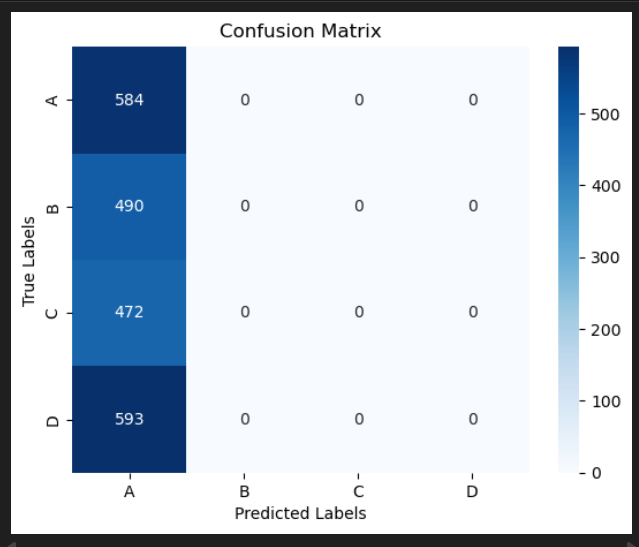 Confusion Matrix
True Labels
A 584 0 0 0
B 490 0 0 0
C 472 0 0 0
D 593 0 0 0
A B C D
Predicted Labels
500
400
300
200
100
0